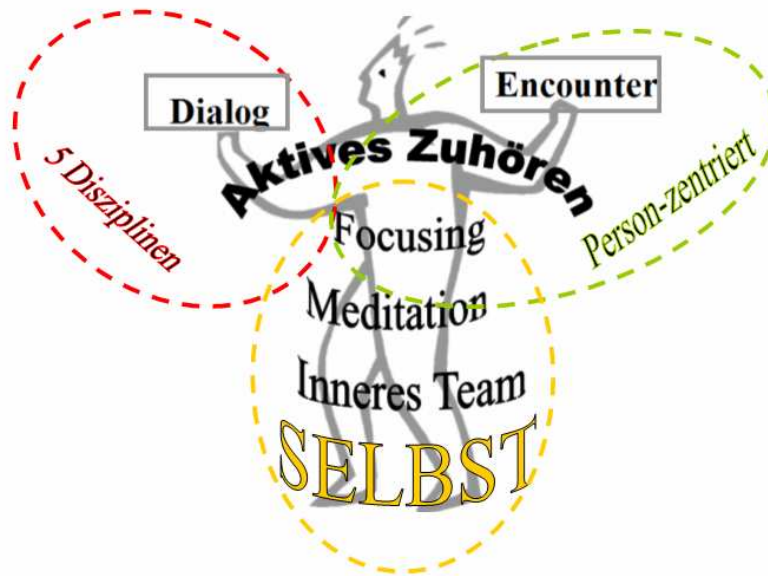 Dialog
Encounter
Aktives Zuhören
5 Disziplinen
Person-zentriert
Focusing
Meditation
Inneres Team
SELBST